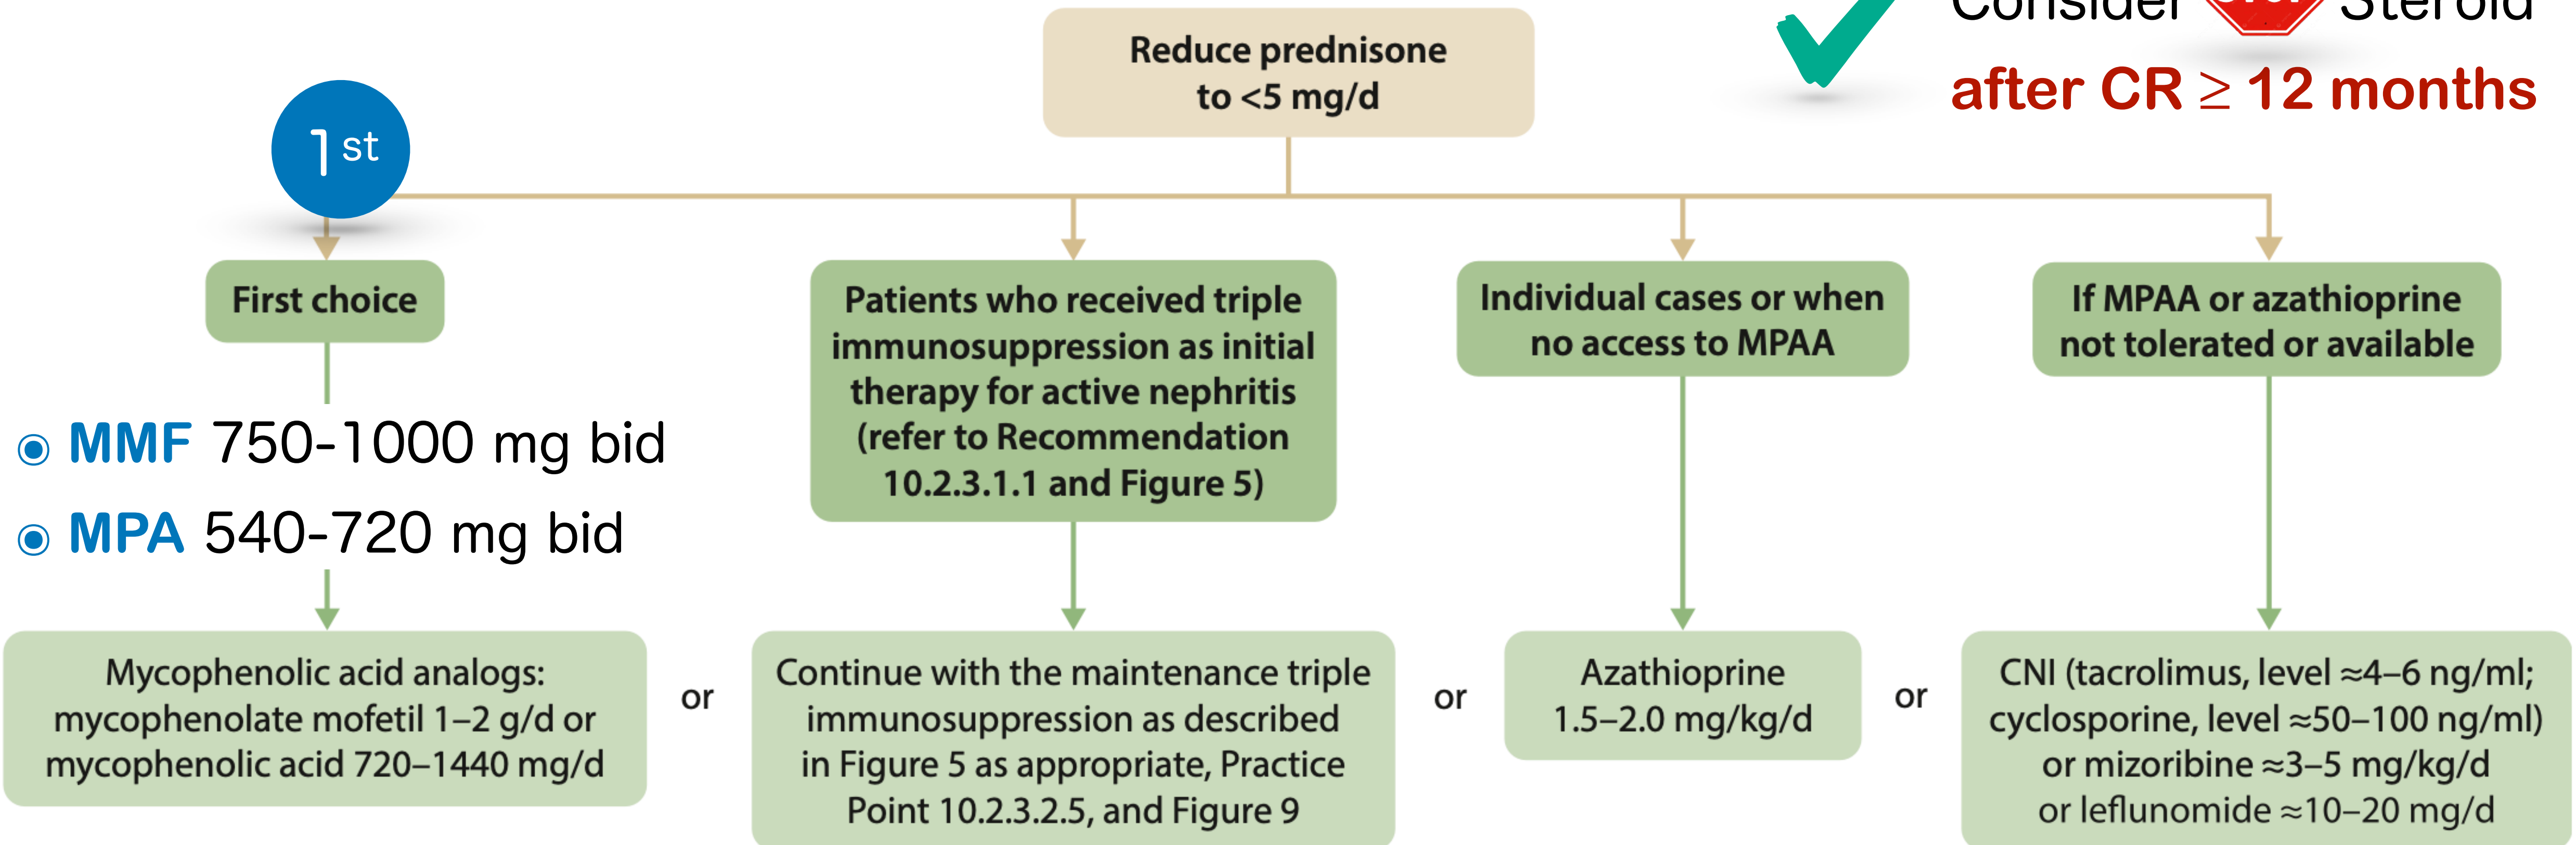 Reduce prednisone
to <5 mg/d
Consider STOP Steroid
after CR ≥ 12 months
1st
First choice
◉ MMF 750-1000 mg bid
◉ MPA 540-720 mg bid
Mycophenolic acid analogs:
mycophenolate mofetil 1–2 g/d or
mycophenolic acid 720–1440 mg/d
or
Patients who received triple
immunosuppression as initial
therapy for active nephritis
(refer to Recommendation
10.2.3.1.1 and Figure 5)
Continue with the maintenance triple
immunosuppression as described
in Figure 5 as appropriate, Practice
Point 10.2.3.2.5, and Figure 9
or
Individual cases or when
no access to MPAA
Azathioprine
1.5–2.0 mg/kg/d
or
If MPAA or azathioprine
not tolerated or available
CNI (tacrolimus, level ≈4–6 ng/ml;
cyclosporine, level ≈50–100 ng/ml)
or mizoribine ≈3–5 mg/kg/d
or leflunomide ≈10–20 mg/d